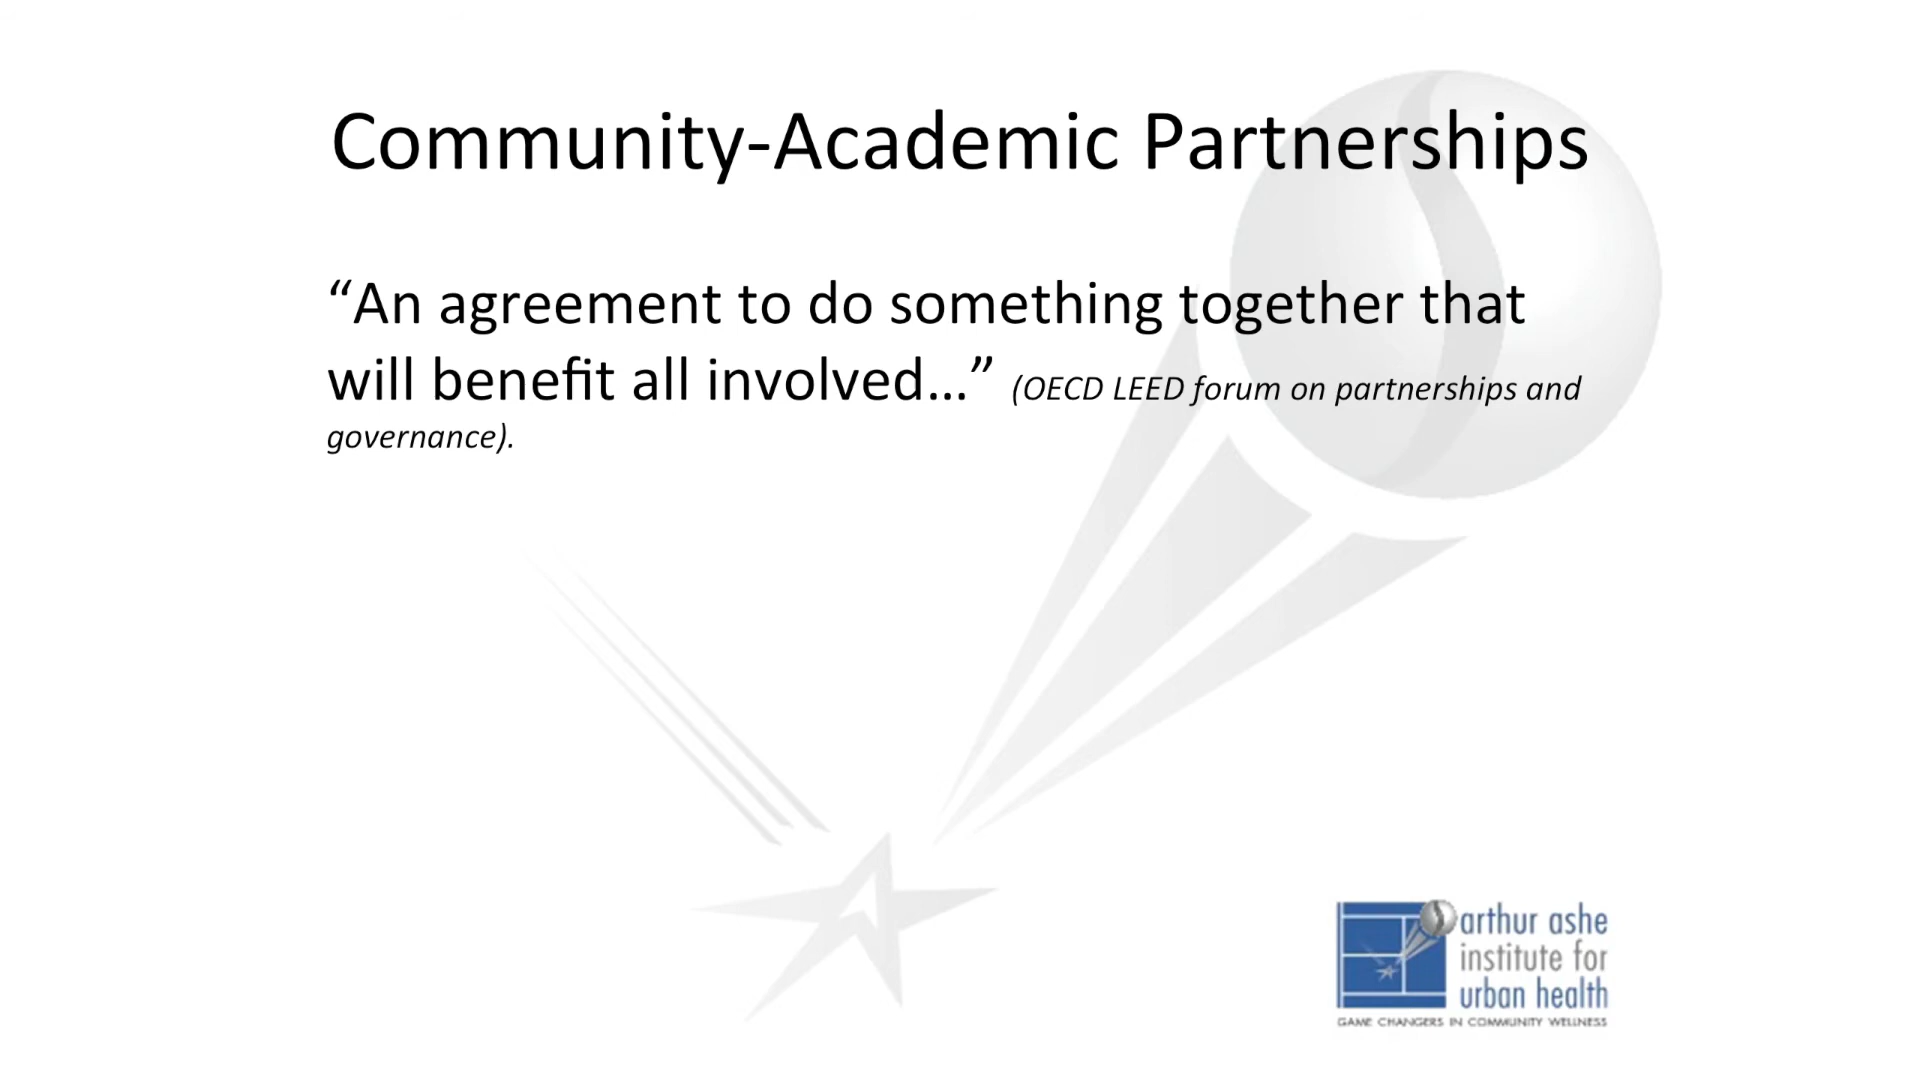 Community-Academic Partnerships
“An agreement to do something together that
will benefit all involved…” (OECD LEED forum on partnerships and
governance).
arthur ashe
institute for
urban health
GAME CHANGERS IN COMMUNITY WELLNESS